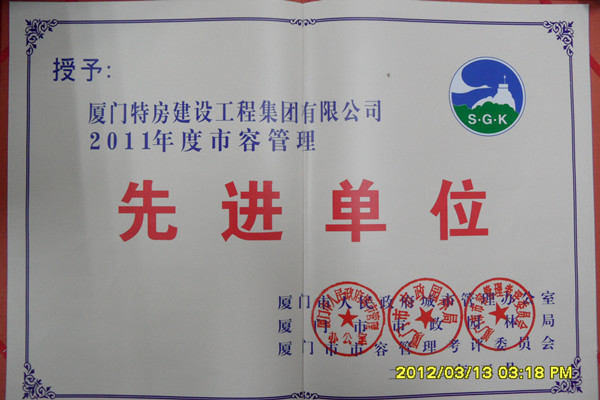 授予：
S·G·K
厦门特房建设工程集团有限公司
2011年度市容管理
先进单位
厦门市人民政府城市管理办公室
厦门市市政园林局
厦门市市容管理考评委员会
2012/03/13 03:18 PM